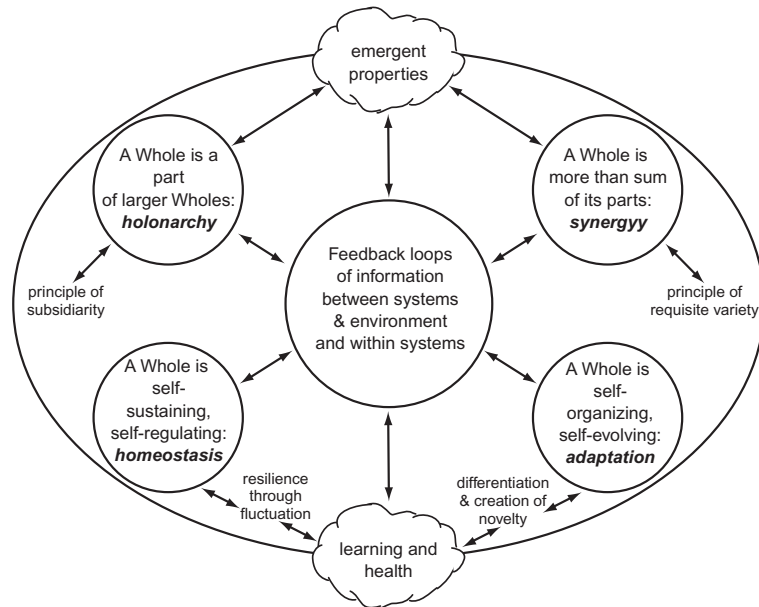 emergent
properties
A Whole is a
part
of larger Wholes:
holonarchy
A Whole is
more than sum
of its parts:
synergyy
Feedback loops
of information
between systems
& environment
and within systems
principle of
subsidiarity
principle of
requisite variety
A Whole is
self-
sustaining,
self-regulating:
homeostasis
A Whole is
self-
organizing,
self-evolving:
adaptation
resilience
through
fluctuation
differentiation
& creation of
novelty
learning and
health